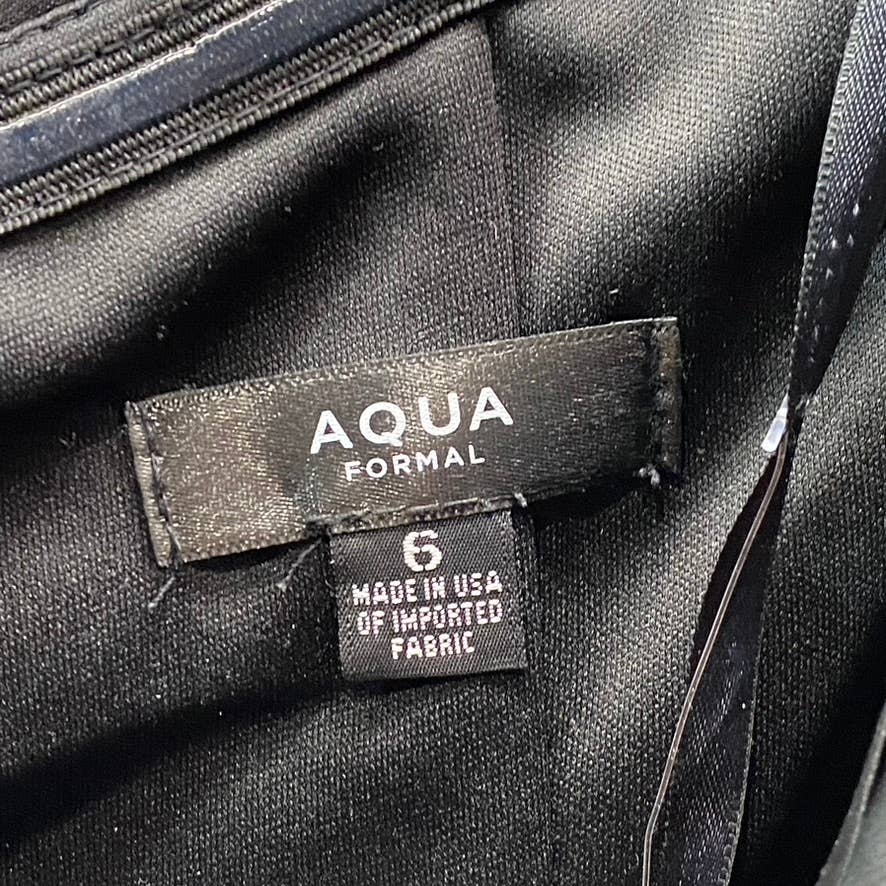 AQUA
FORMAL
6
MADE IN USA
OF IMPORTED
FABRIC